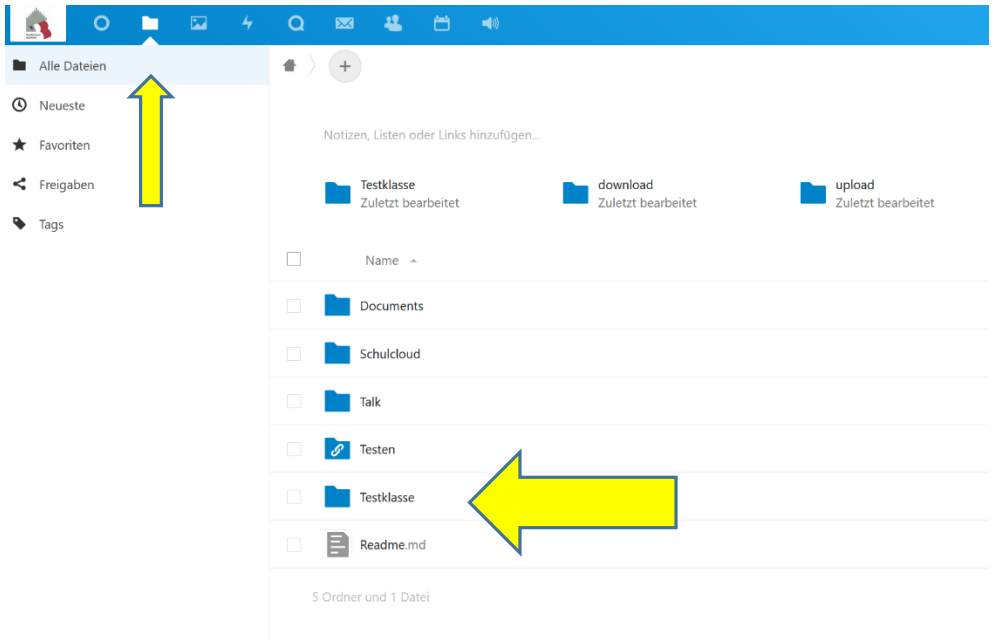 Alle Dateien
Neueste
Favoriten
Freigaben
Tags
Notizen, Listen oder Links hinzufügen...
Testklasse
Zuletzt bearbeitet
download
Zuletzt bearbeitet
upload
Zuletzt bearbeitet
Name
Documents
Schulcloud
Talk
Testen
Testklasse
Readme.md
5 Ordner und 1 Datei